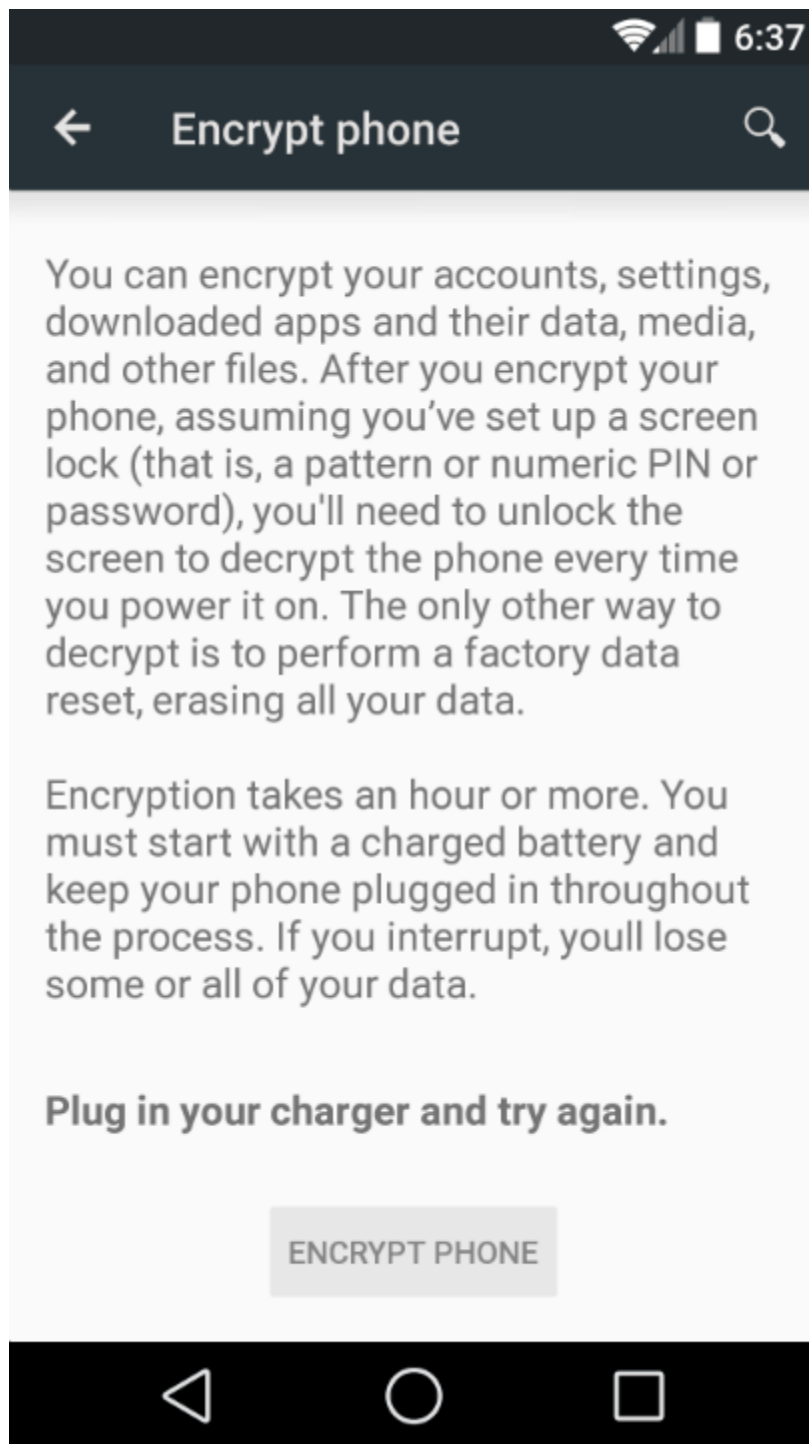 6:37
Encrypt phone
You can encrypt your accounts, settings,
downloaded apps and their data, media,
and other files. After you encrypt your
phone, assuming you’ve set up a screen
lock (that is, a pattern or numeric PIN or
password), you'll need to unlock the
screen to decrypt the phone every time
you power it on. The only other way to
decrypt is to perform a factory data
reset, erasing all your data.
Encryption takes an hour or more. You
must start with a charged battery and
keep your phone plugged in throughout
the process. If you interrupt, youll lose
some or all of your data.
Plug in your charger and try again.
ENCRYPT PHONE